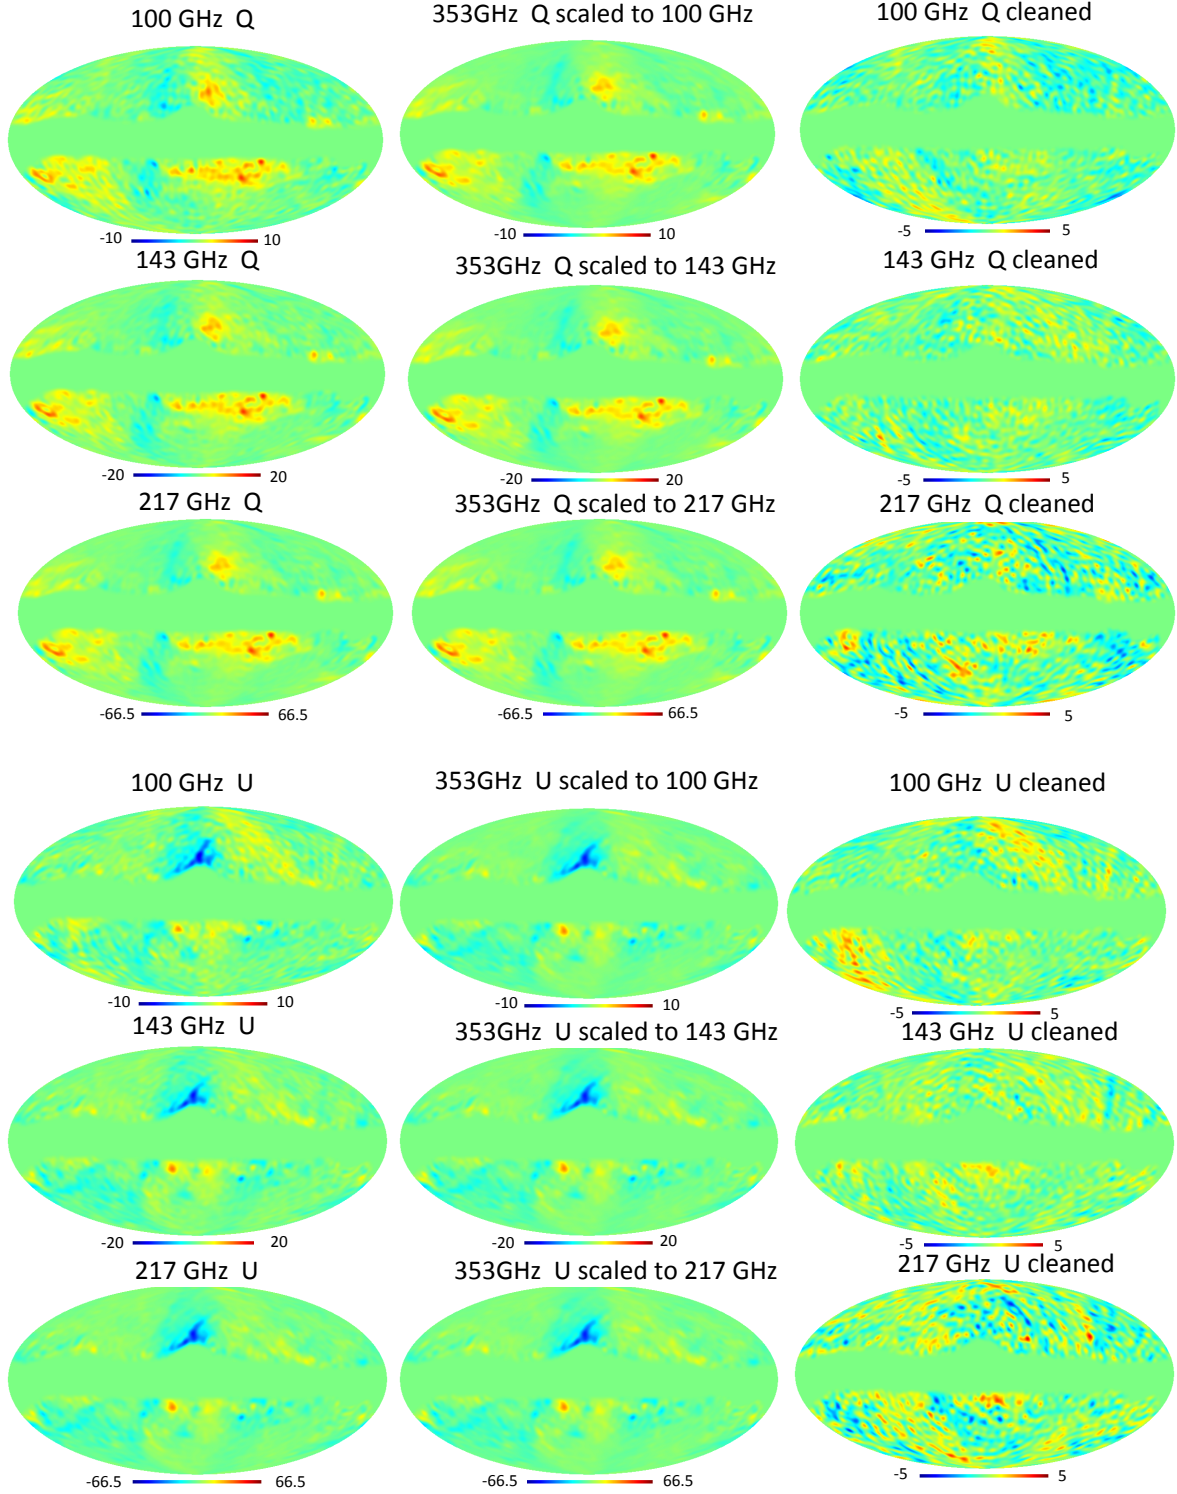 100 GHz Q
353GHz Q scaled to 100 GHz
100 GHz Q cleaned
-10 10
-10 10
-5 5
143 GHz Q
353GHz Q scaled to 143 GHz
143 GHz Q cleaned
-20 20
-20 20
-5 5
217 GHz Q
353GHz Q scaled to 217 GHz
217 GHz Q cleaned
-66.5 66.5
-66.5 66.5
-5 5
100 GHz U
353GHz U scaled to 100 GHz
100 GHz U cleaned
-10 10
-10 10
-5 5
143 GHz U
353GHz U scaled to 143 GHz
143 GHz U cleaned
-20 20
-20 20
-5 5
217 GHz U
353GHz U scaled to 217 GHz
217 GHz U cleaned
-66.5 66.5
-66.5 66.5
-5 5